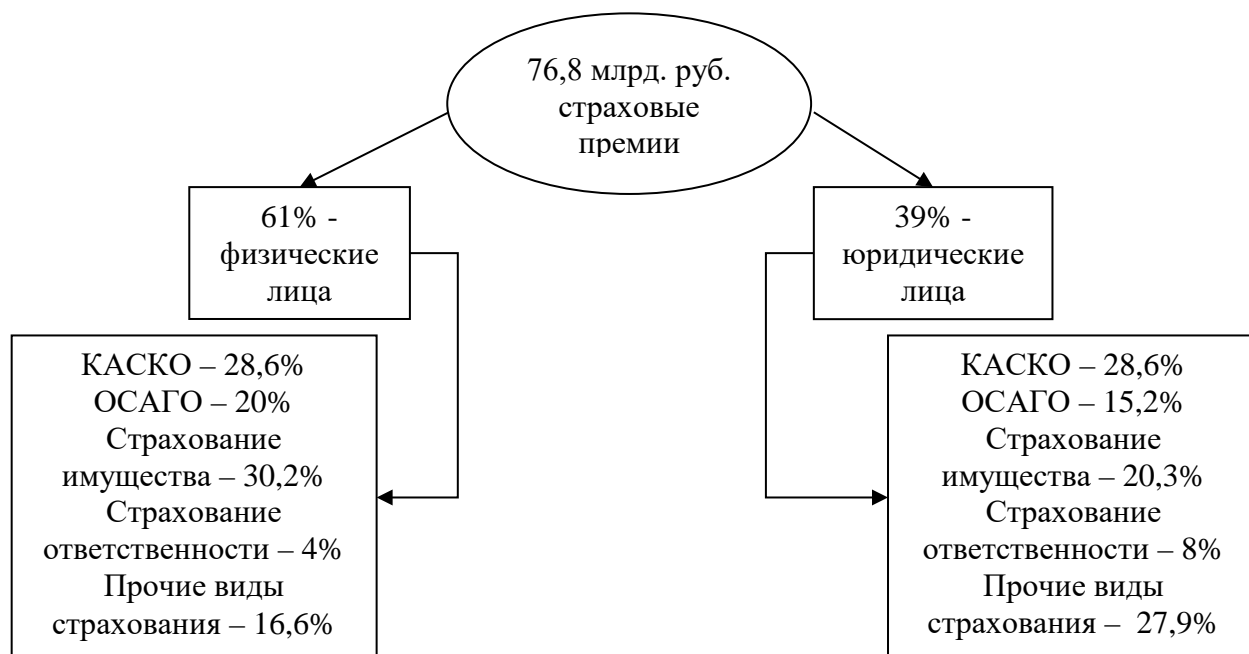 76,8 млрд. руб.
страховые
премии
61% -
физические
лица
39% -
юридические
лица
КАСКО – 28,6%
ОСАГО – 20%
Страхование
имущества – 30,2%
Страхование
ответственности – 4%
Прочие виды
страхования – 16,6%
КАСКО – 28,6%
ОСАГО – 15,2%
Страхование
имущества – 20,3%
Страхование
ответственности – 8%
Прочие виды
страхования –  27,9%